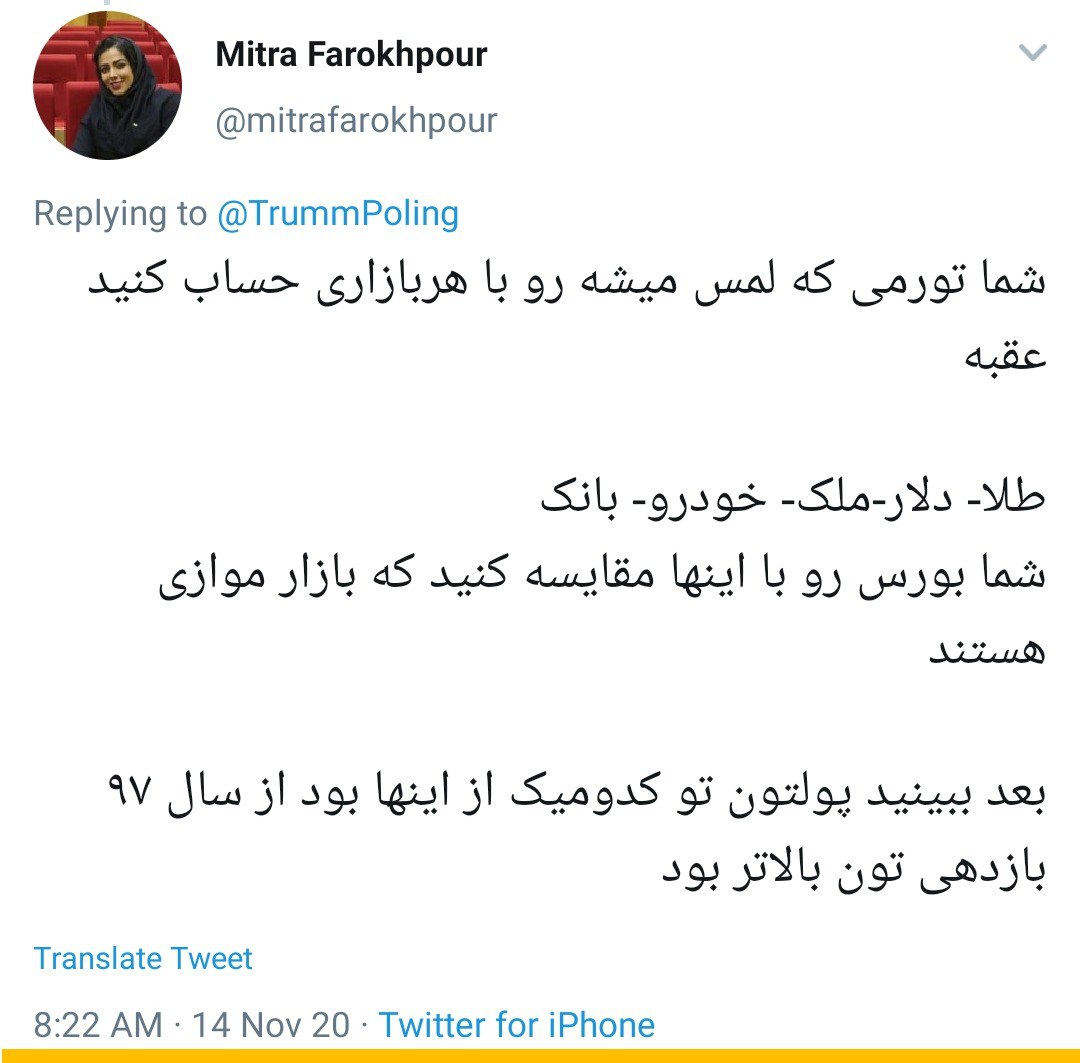 Mitra Farokhpour
@mitrafarokhpour
Replying to @TrummPoling
شما تورمی که لمس میشه رو با هربازاری حساب کنید
عقبه
طلا- دلار-ملک- خودرو- بانک
شما بورس رو با اینها مقایسه کنید که بازار موازی
هستند
بعد ببینید پولتون تو کدومیک از اینها بود از سال ۹۷
بازدهی تون بالاتر بود
Translate Tweet
8:22 AM · 14 Nov 20 · Twitter for iPhone